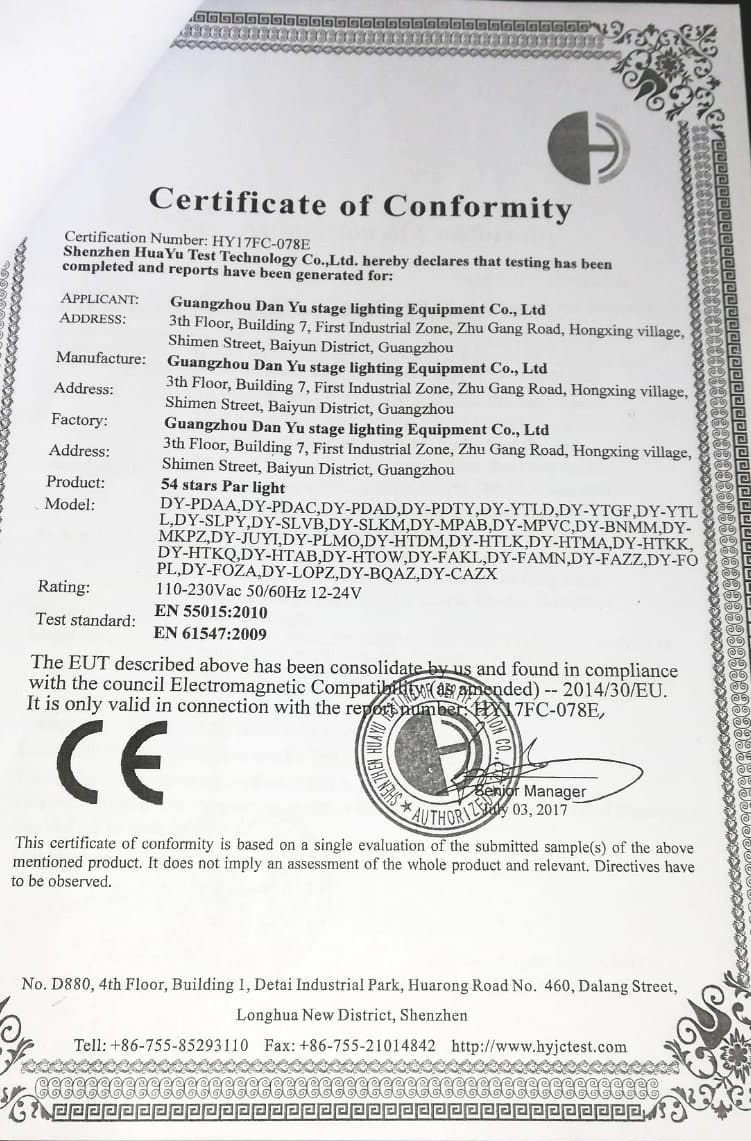 Certificate of Conformity
Certification Number: HY17FC-078E
Shenzhen HuaYu Test Technology Co.,Ltd. hereby declares that testing has been
completed and reports have been generated for:
APPLICANT: Guangzhou Dan Yu stage lighting Equipment Co., Ltd
ADDRESS: 3th Floor, Building 7, First Industrial Zone, Zhu Gang Road, Hongxing village,
Shimen Street, Baiyun District, Guangzhou
Manufacture: Guangzhou Dan Yu stage lighting Equipment Co., Ltd
Address: 3th Floor, Building 7, First Industrial Zone, Zhu Gang Road, Hongxing village,
Shimen Street, Baiyun District, Guangzhou
Factory: Guangzhou Dan Yu stage lighting Equipment Co., Ltd
Address: 3th Floor, Building 7, First Industrial Zone, Zhu Gang Road, Hongxing village,
Shimen Street, Baiyun District, Guangzhou
Product: 54 stars Par light
Model: DY-PDAA,DY-PDAC,DY-PDAD,DY-PDTY,DY-YTLD,DY-YTGF,DY-YTL
L,DY-SLPY,DY-SLVB,DY-SLKM,DY-MPAB,DY-MPVC,DY-BNMM,DY-
MKPZ,DY-JUYI,DY-PLMO,DY-HTDM,DY-HTLK,DY-HTMA,DY-HTKK,
DY-HTKQ,DY-HTAB,DY-HTOW,DY-FAKL,DY-FAMN,DY-FAZZ,DY-FO
PL,DY-FOZA,DY-LOPZ,DY-BQAZ,DY-CAZX
Rating: 110-230Vac 50/60Hz 12-24V
Test standard: EN 55015:2010
EN 61547:2009
The EUT described above has been consolidate by us and found in compliance
with the council Electromagnetic Compatibility (as amended) -- 2014/30/EU.
It is only valid in connection with the report number: HY17FC-078E,
CE
SHENZHEN HUAYU CO.,
AUTHORIZED
Senior Manager
July 03, 2017
This certificate of conformity is based on a single evaluation of the submitted sample(s) of the above
mentioned product. It does not imply an assessment of the whole product and relevant. Directives have
to be observed.
No. D880, 4th Floor, Building 1, Detai Industrial Park, Huarong Road No. 460, Dalang Street,
Longhua New District, Shenzhen
Tell: +86-755-85293110 Fax: +86-755-21014842 http://www.hyjctest.com